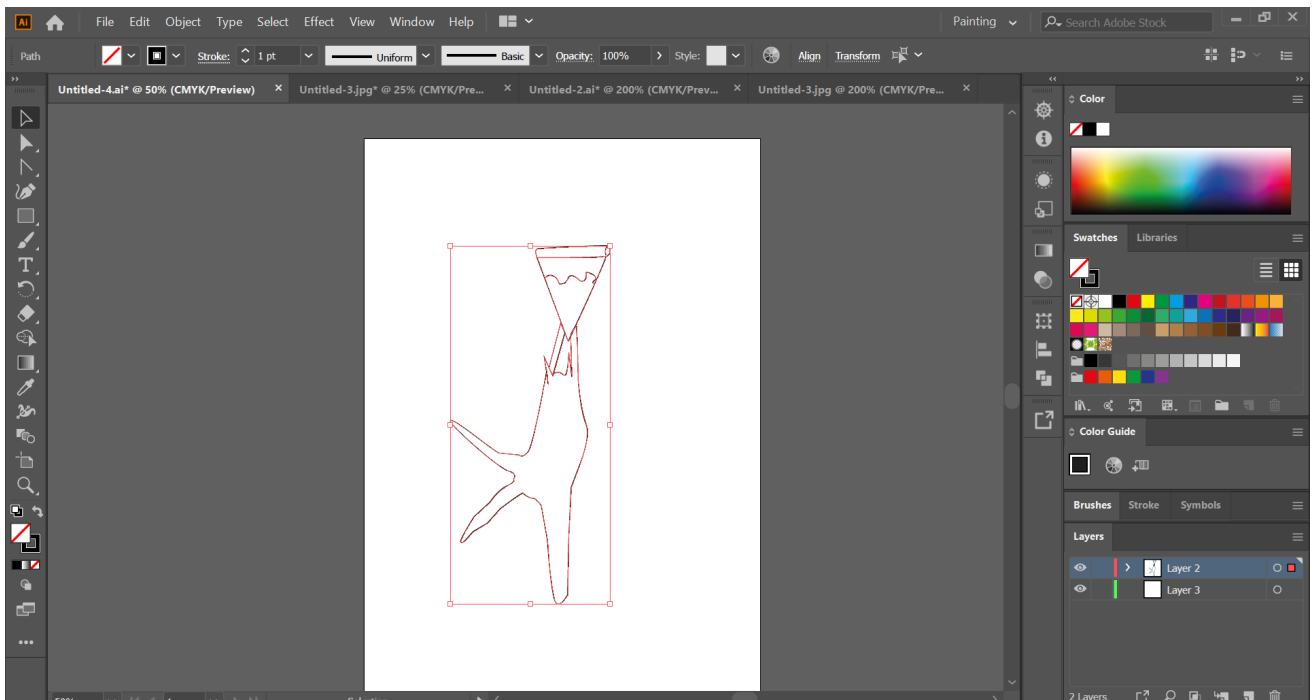 Ai File Edit Object Type Select Effect View Window Help Painting Search Adobe Stock
Path Stroke: 1 pt Uniform Basic Opacity: 100% Style: Align Transform
Untitled-4.ai* @ 50% (CMYK/Preview) × Untitled-3.jpg* @ 25% (CMYK/Pre... × Untitled-2.ai* @ 200% (CMYK/Prev... × Untitled-3.jpg @ 200% (CMYK/Pre... ×
Color
Swatches Libraries
Color Guide
Brushes Stroke Symbols
Layers
Layer 2
Layer 3
50% Selection 2 Layers